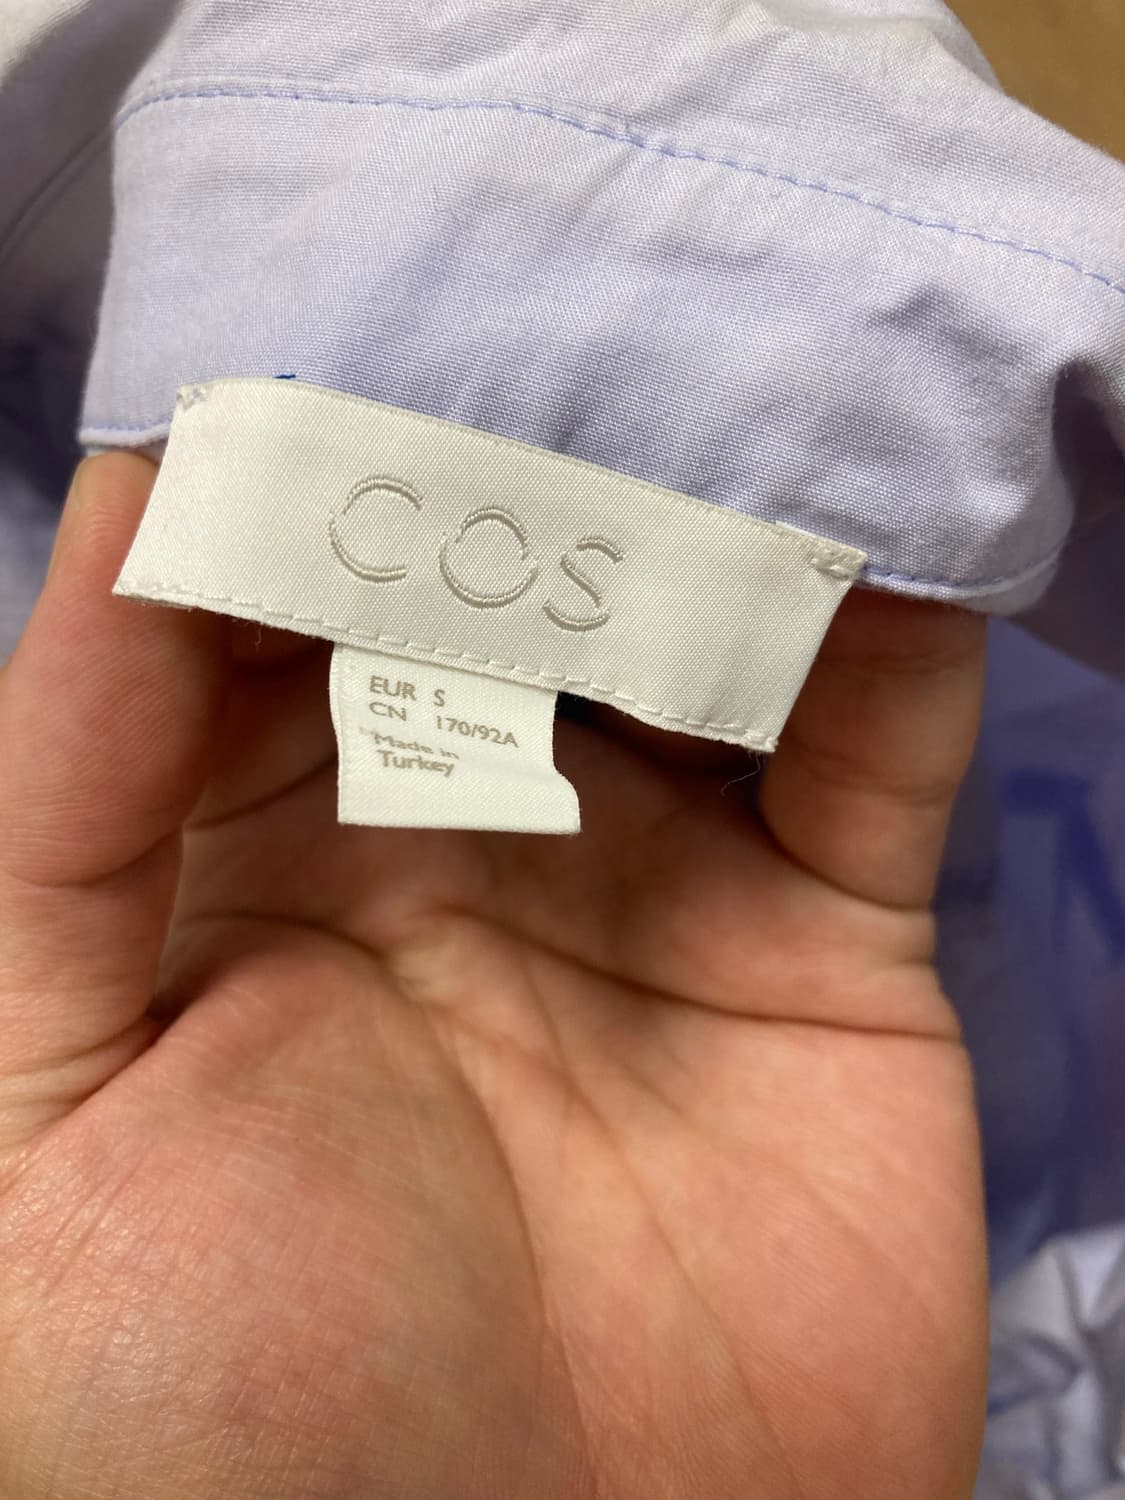 COS
EUR S
CN 170/92A
Made in
Turkey